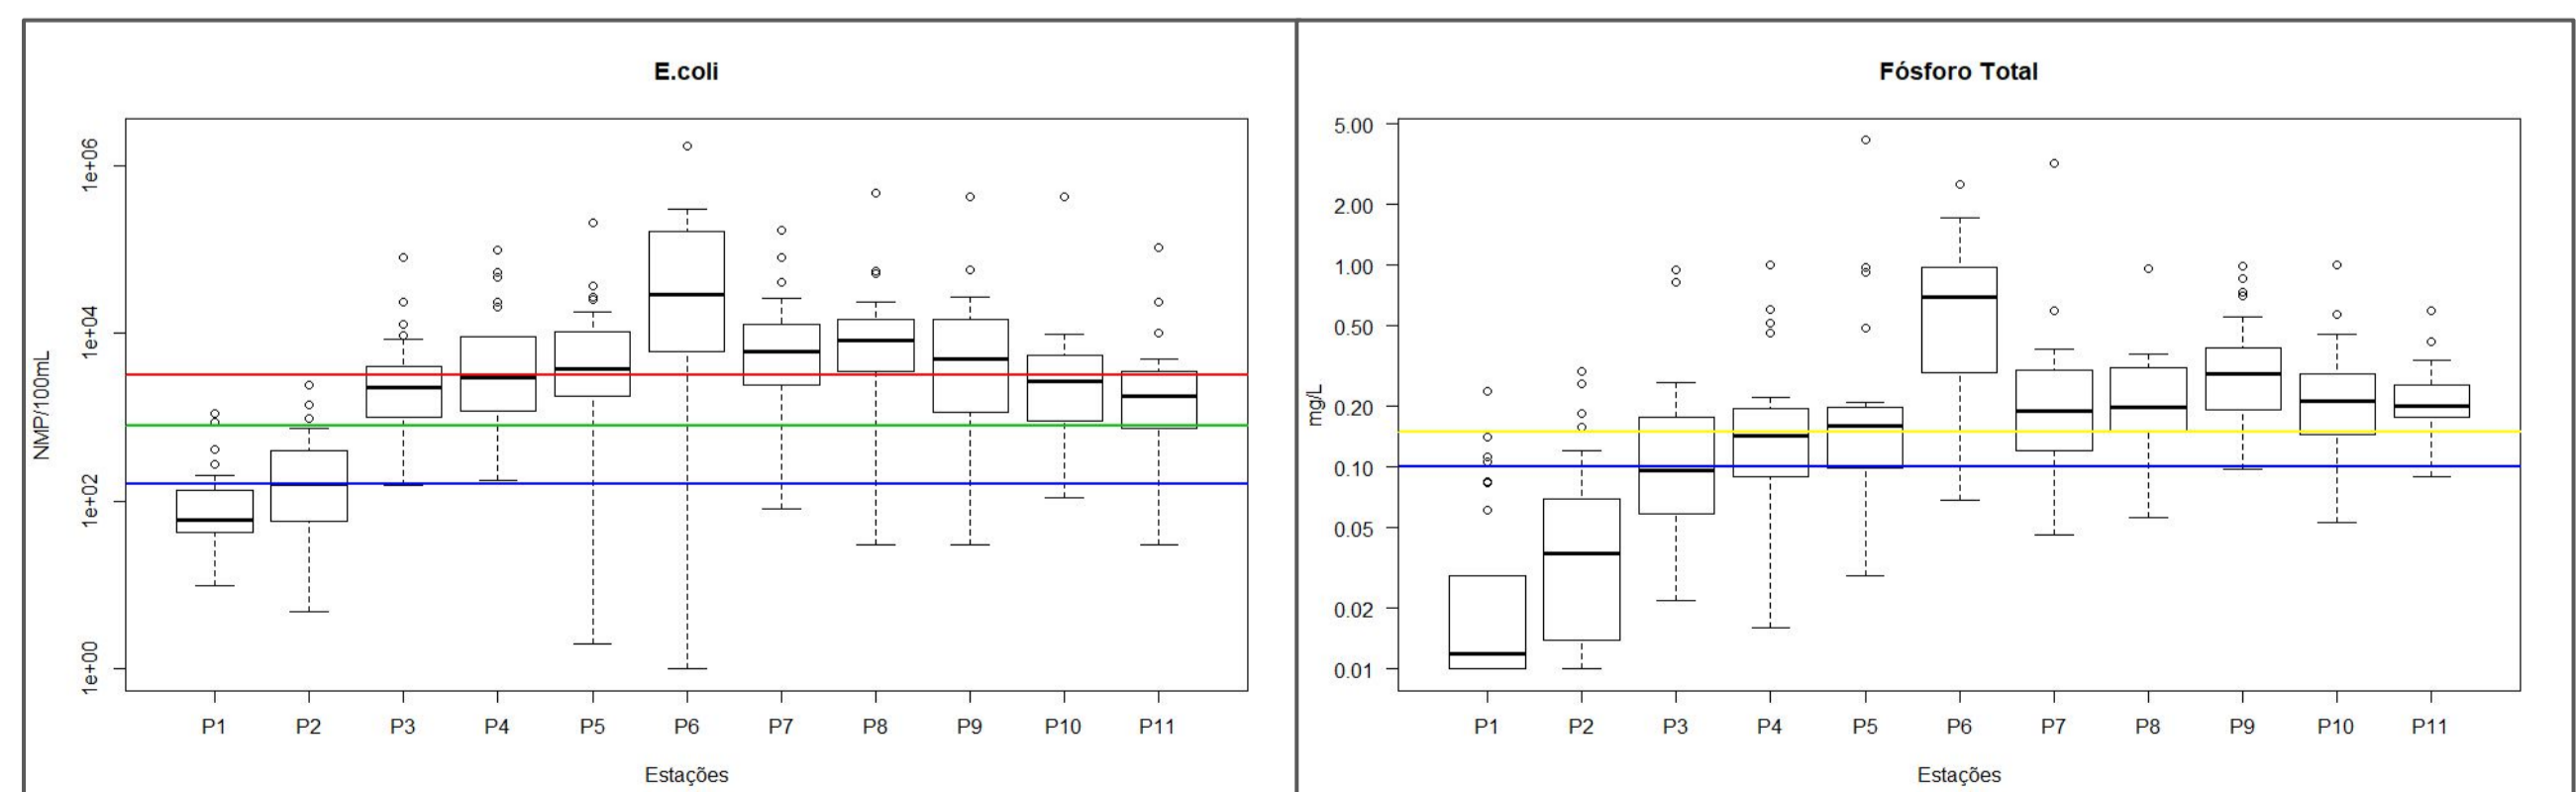 E.coli
NMP/100mL
1e+06
1e+04
1e+02
1e+00
P1 P2 P3 P4 P5 P6 P7 P8 P9 P10 P11
Estações
Fósforo Total
mg/L
5.00
2.00
1.00
0.50
0.20
0.10
0.05
0.02
0.01
P1 P2 P3 P4 P5 P6 P7 P8 P9 P10 P11
Estações